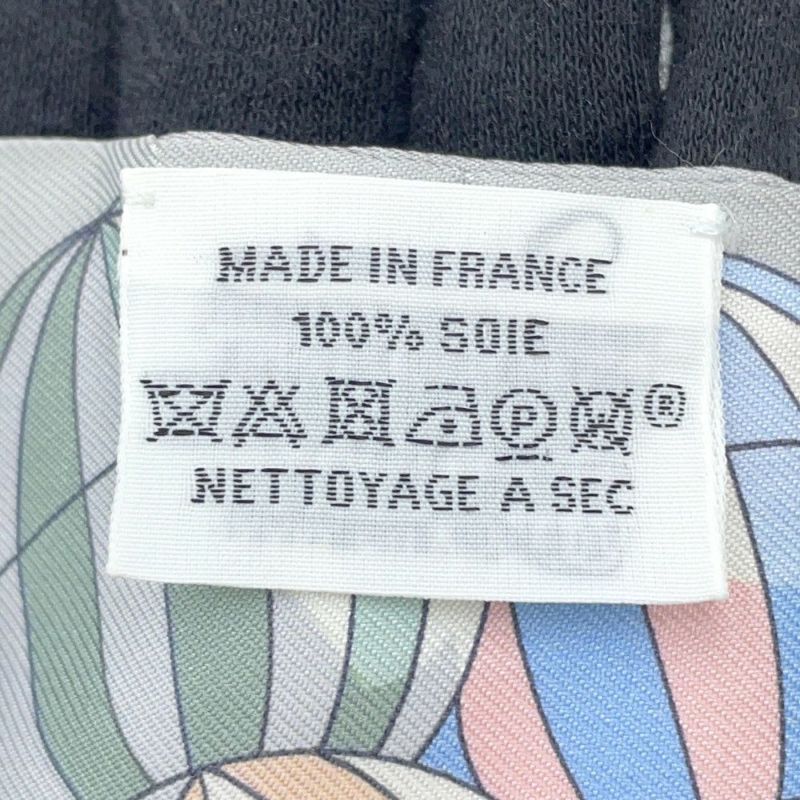 MADE IN FRANCE
100% SOIE
P W ®
NETTOYAGE A SEC